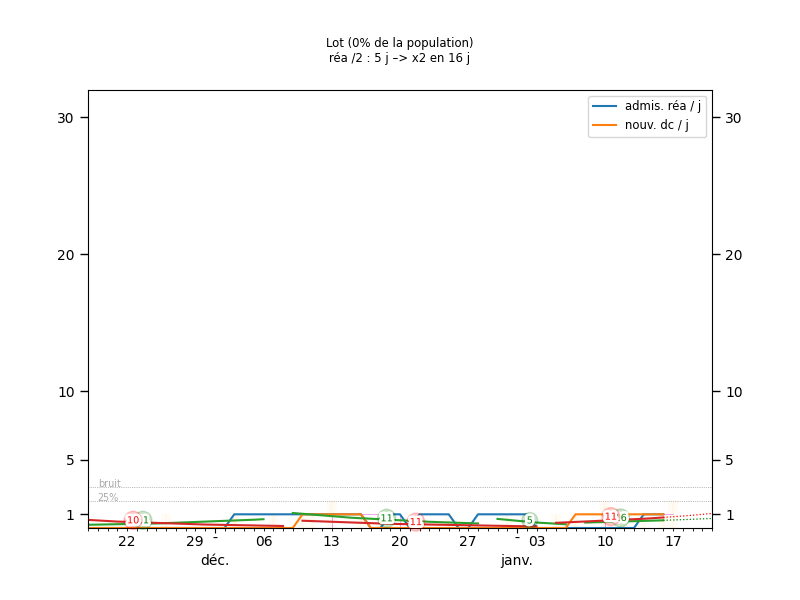 Lot (0% de la population)
réa /2 : 5 j –> x2 en 16 j
admis. réa / j
nouv. dc / j
30 30
20 20
10 10
5 5
bruit
25%
1 1
10 1 11 11 5 11 6
22 29 - 06 13 20 27 - 03 10 17
déc. janv.